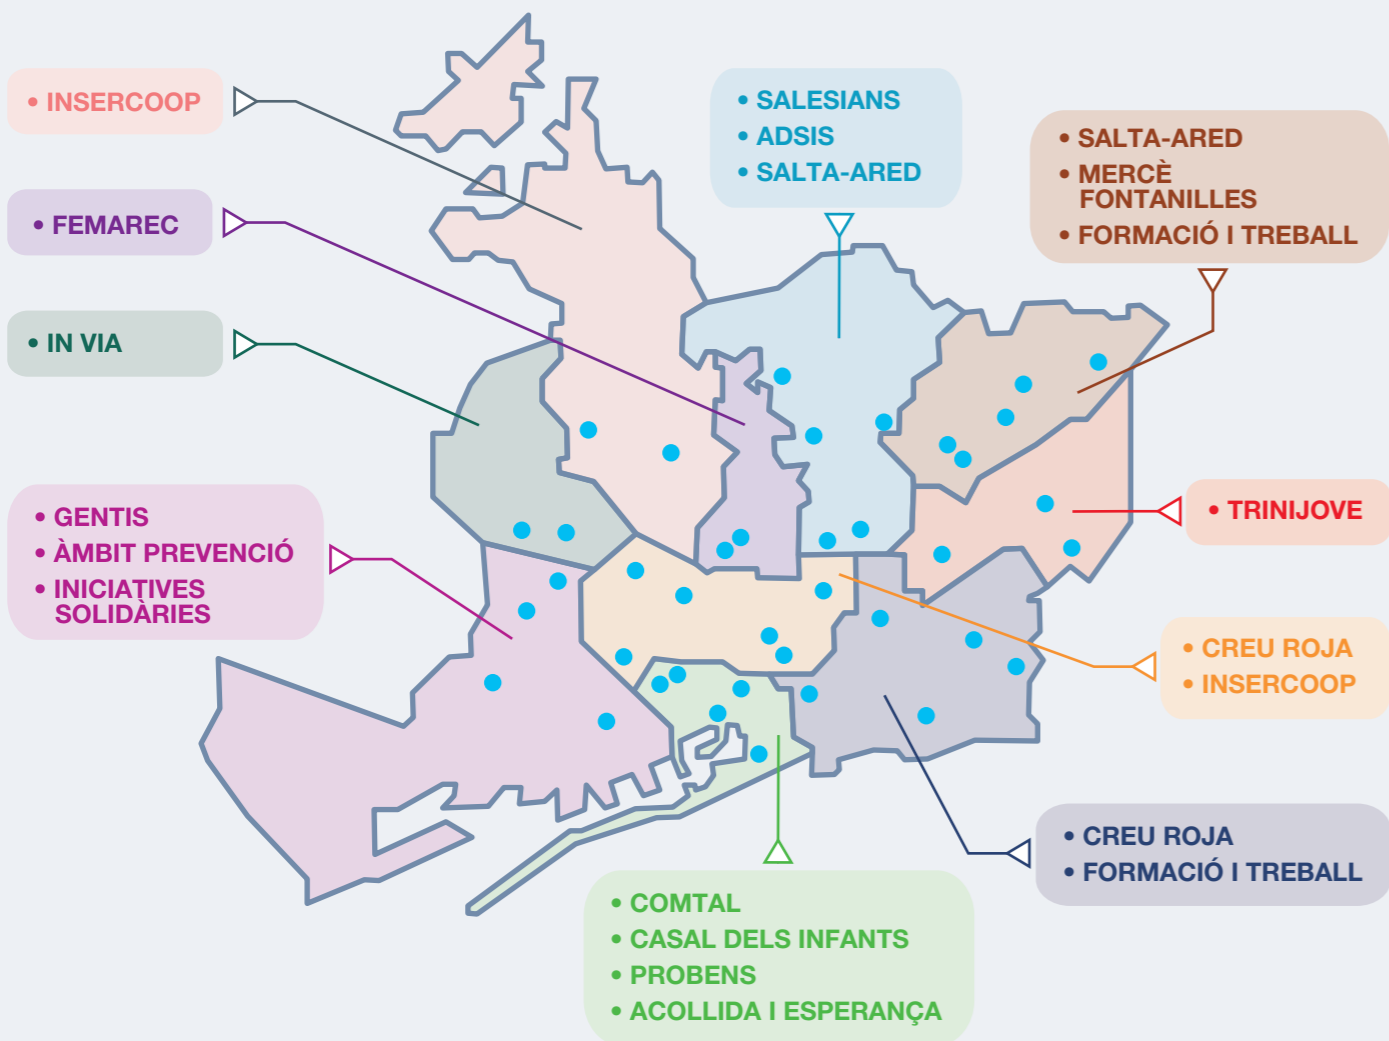 • INSERCOOP
• FEMAREC
• IN VIA
• GENTIS
• ÀMBIT PREVENCIÓ
• INICIATIVES
SOLIDÀRIES
• SALESIANS
• ADSIS
• SALTA-ARED
• SALTA-ARED
• MERCÈ
FONTANILLES
• FORMACIÓ I TREBALL
• TRINIJOVE
• CREU ROJA
• INSERCOOP
• CREU ROJA
• FORMACIÓ I TREBALL
• COMTAL
• CASAL DELS INFANTS
• PROBENS
• ACOLLIDA I ESPERANÇA